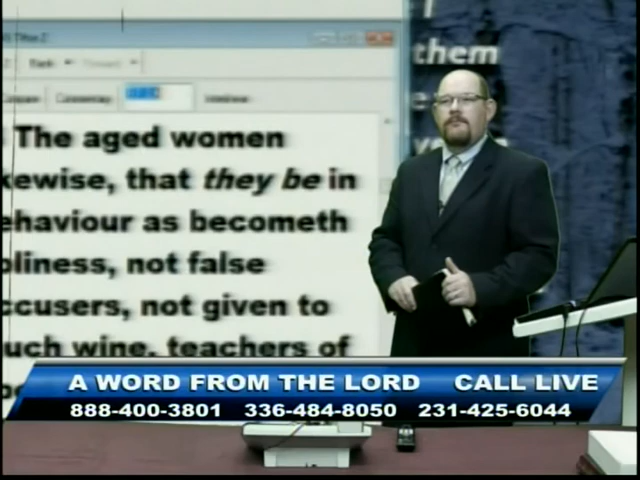 them
The aged women
kewise, that they be in
ehaviour as becometh
oliness, not false
ccusers, not given to
uch wine, teachers of
A WORD FROM THE LORD CALL LIVE
888-400-3801 336-484-8050 231-425-6044